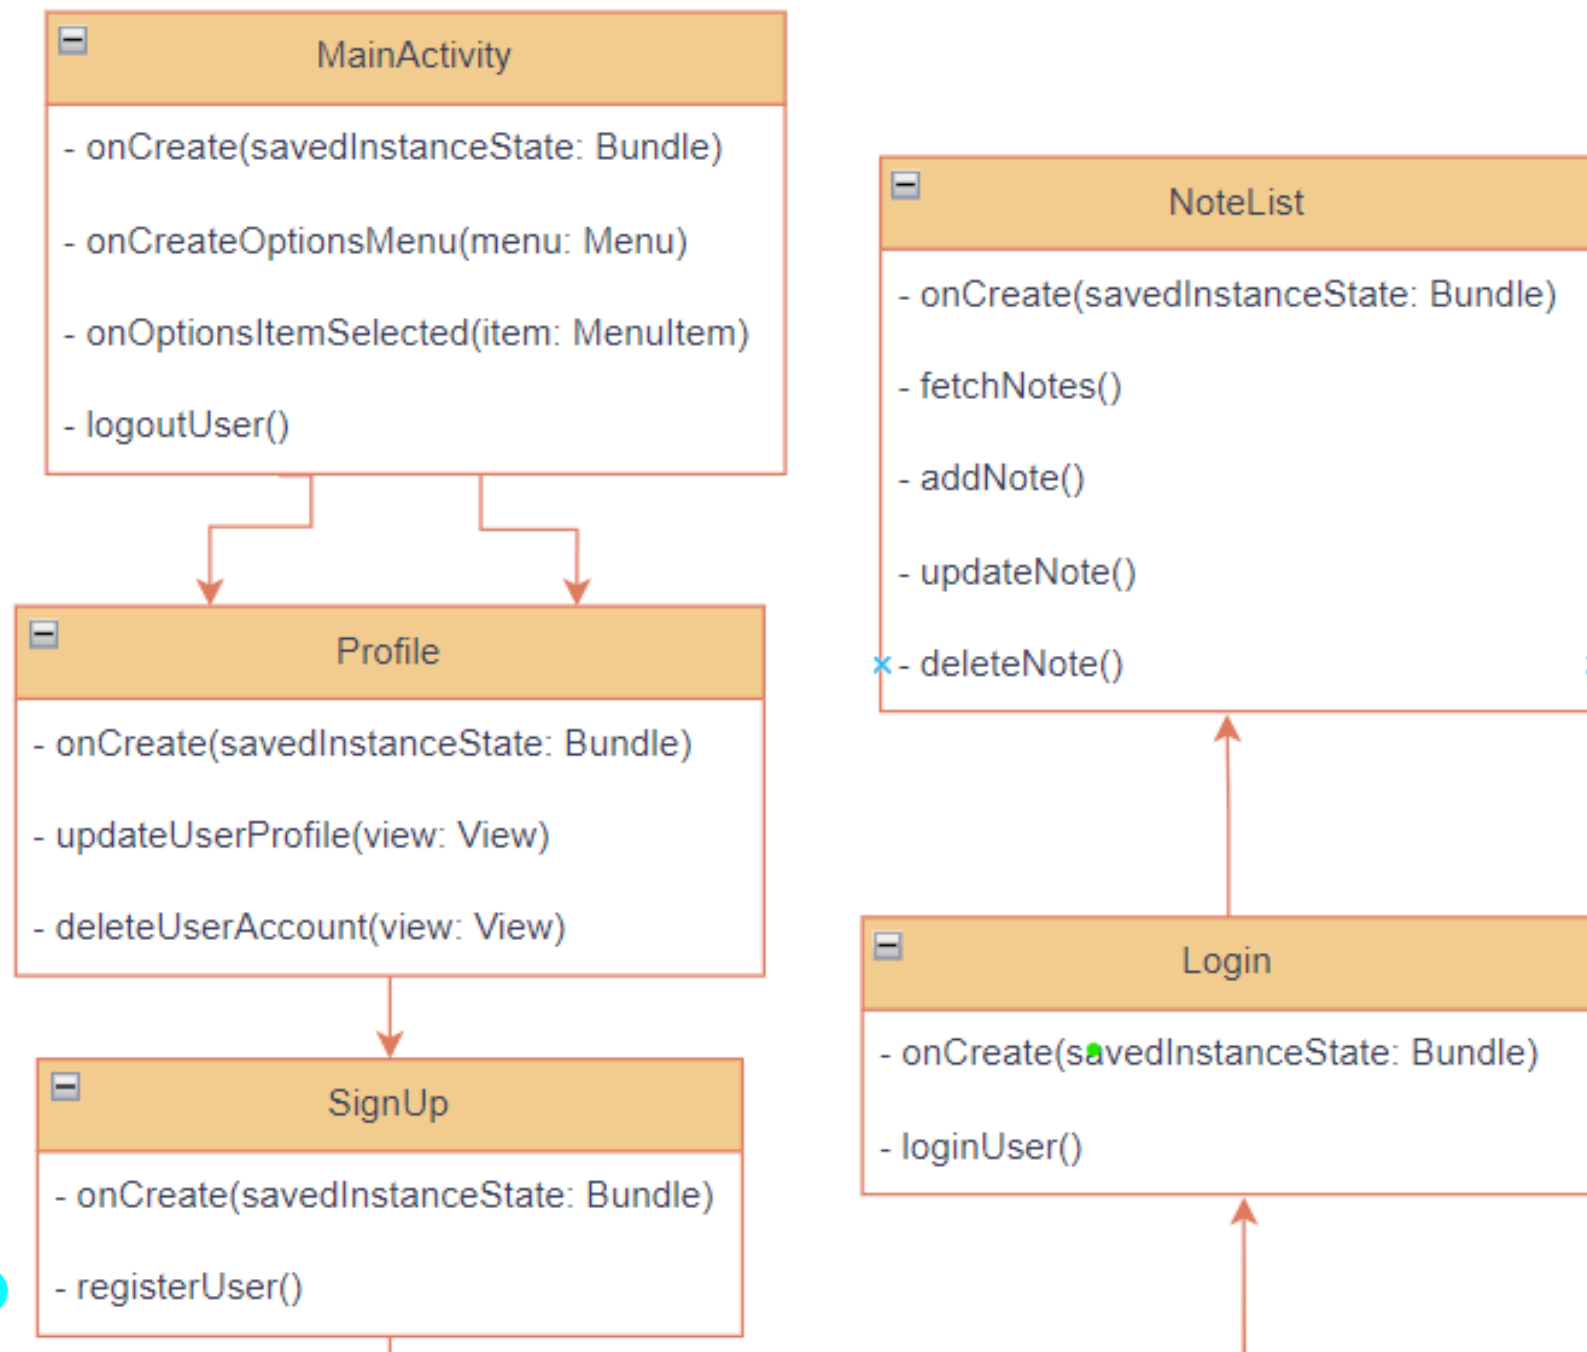 MainActivity
- onCreate(savedInstanceState: Bundle)
- onCreateOptionsMenu(menu: Menu)
- onOptionsItemSelected(item: MenuItem)
- logoutUser()
Profile
- onCreate(savedInstanceState: Bundle)
- updateUserProfile(view: View)
- deleteUserAccount(view: View)
SignUp
- onCreate(savedInstanceState: Bundle)
- registerUser()
NoteList
- onCreate(savedInstanceState: Bundle)
- fetchNotes()
- addNote()
- updateNote()
- deleteNote()
Login
- onCreate(savedInstanceState: Bundle)
- loginUser()